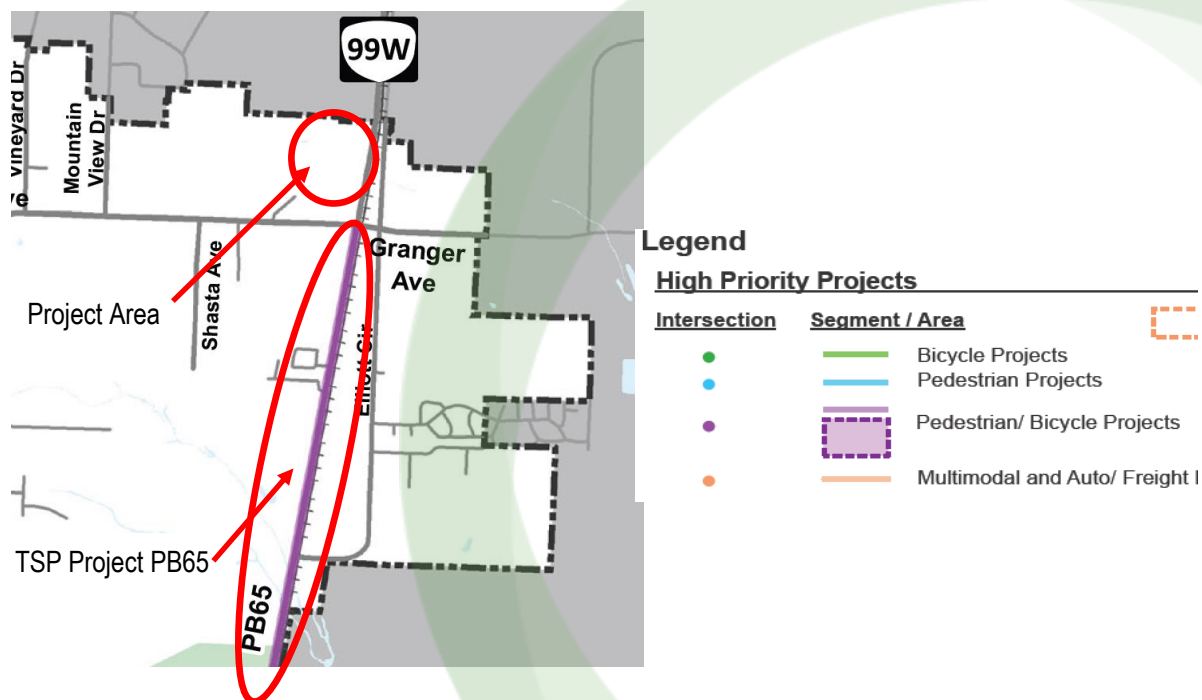 99W
Vineyard Dr
Mountain
View Dr
Granger
Ave
Shasta Ave
Elliott Cir
Project Area
TSP Project PB65
PB65
Legend
High Priority Projects
Intersection Segment / Area
Bicycle Projects
Pedestrian Projects
Pedestrian/ Bicycle Projects
Multimodal and Auto/ Freight